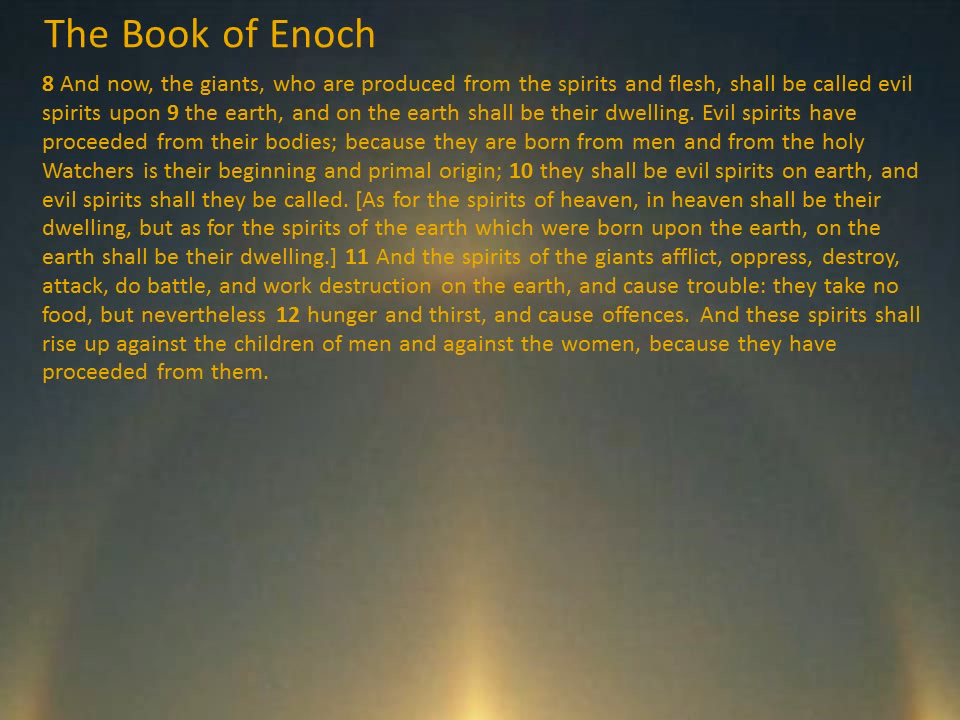 The Book of Enoch
8 And now, the giants, who are produced from the spirits and flesh, shall be called evil
spirits upon 9 the earth, and on the earth shall be their dwelling. Evil spirits have
proceeded from their bodies; because they are born from men and from the holy
Watchers is their beginning and primal origin; 10 they shall be evil spirits on earth, and
evil spirits shall they be called. [As for the spirits of heaven, in heaven shall be their
dwelling, but as for the spirits of the earth which were born upon the earth, on the
earth shall be their dwelling.] 11 And the spirits of the giants afflict, oppress, destroy,
attack, do battle, and work destruction on the earth, and cause trouble: they take no
food, but nevertheless 12 hunger and thirst, and cause offences. And these spirits shall
rise up against the children of men and against the women, because they have
proceeded from them.